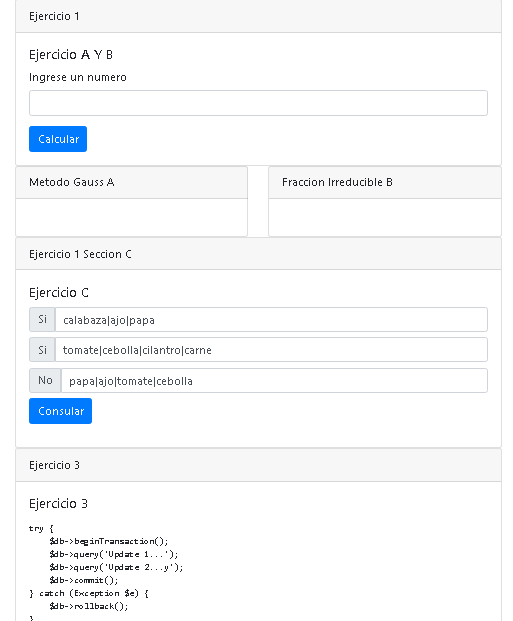 Ejercicio 1
Ejercicio A Y B
Ingrese un numero
Calcular
Metodo Gauss A
Fraccion Irreducible B
Ejercicio 1 Seccion C
Ejercicio C
Si calabaza|ajo|papa
Si tomate|cebolla|cilantro|carne
No papa|ajo|tomate|cebolla
Consular
Ejercicio 3
Ejercicio 3
try {
    $db->beginTransaction();
    $db->query('Update 1...');
    $db->query('Update 2...y');
    $db->commit();
} catch (Exception $e) {
    $db->rollback();
}